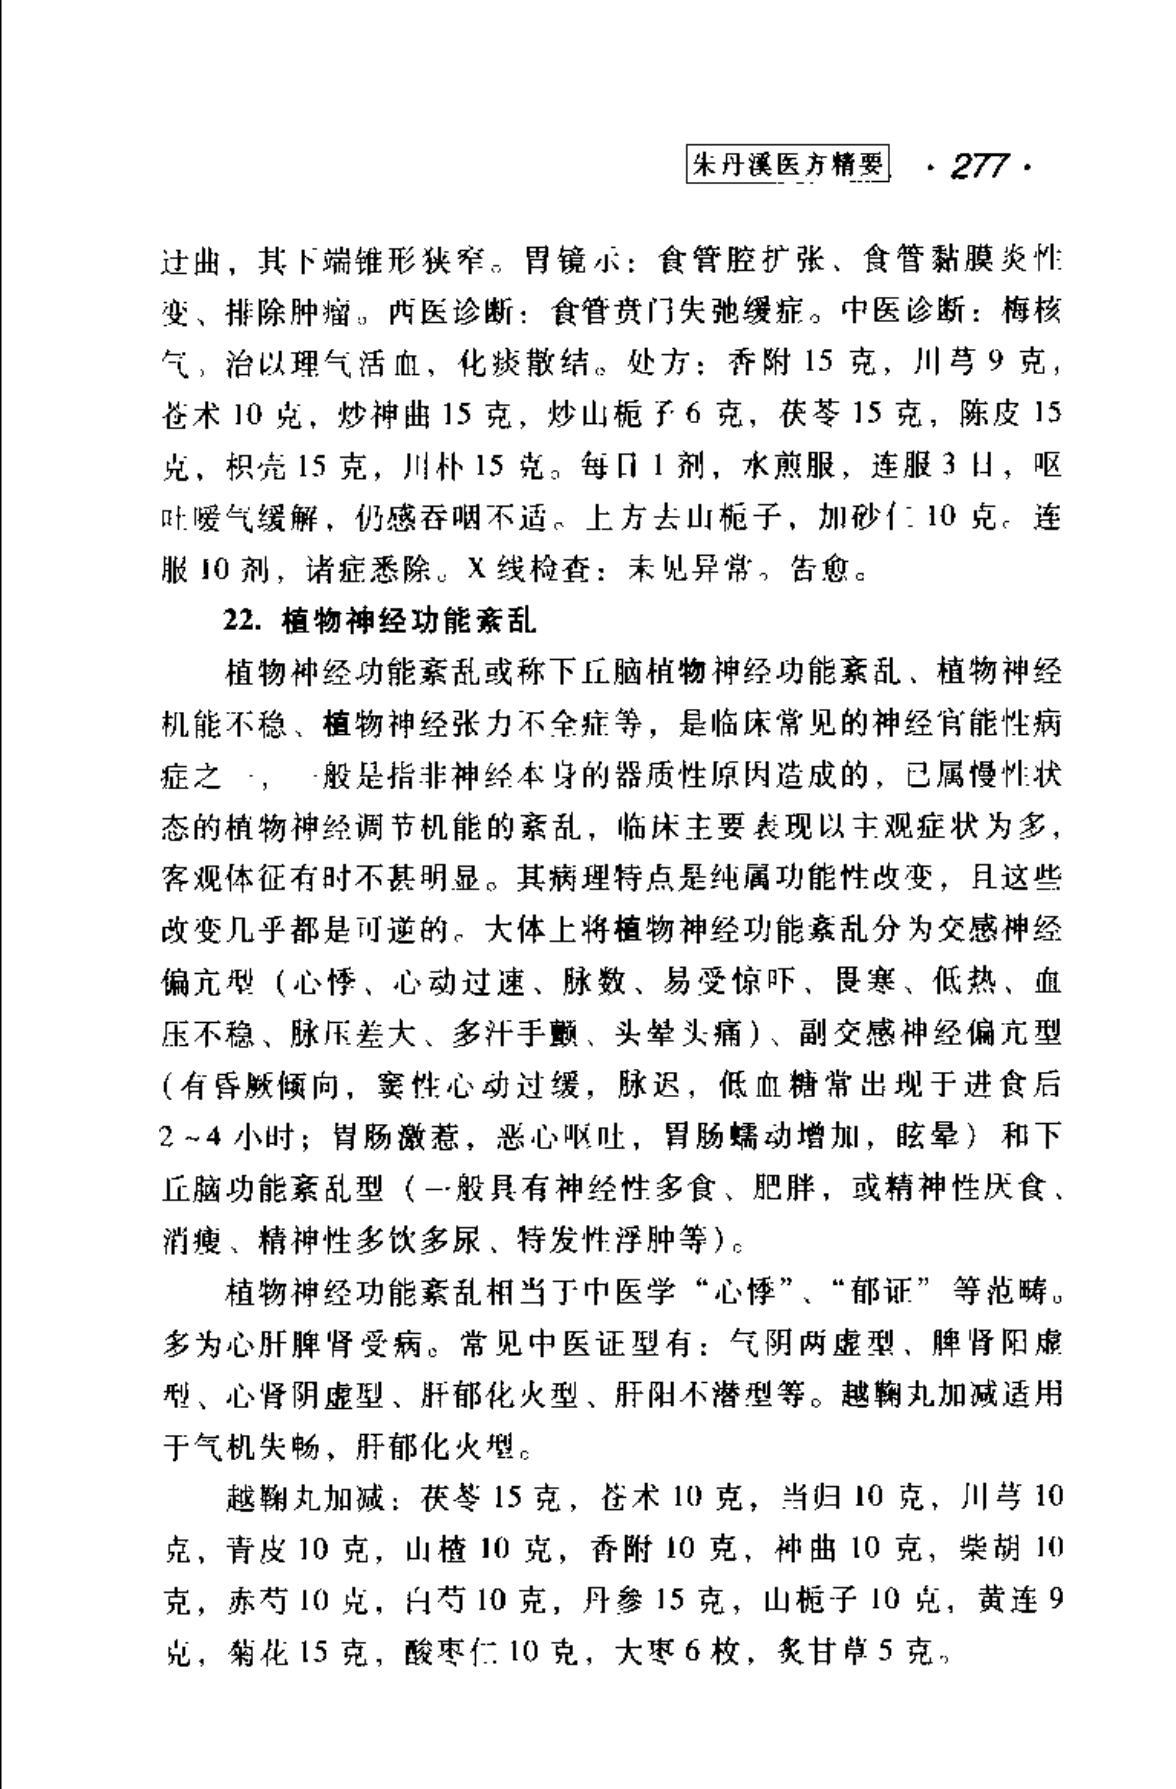 朱丹溪医方精要 ·277·
迂曲，其下端锥形狭窄。胃镜示：食管腔扩张、食管黏膜炎性
变、排除肿瘤。西医诊断：食管贲门失弛缓症。中医诊断：梅核
气，治以理气活血，化痰散结。处方：香附 15 克，川芎 9 克，
苍术 10 克，炒神曲 15 克，炒山栀子 6 克，茯苓 15 克，陈皮 15
克，枳壳 15 克，川朴 15 克。每日 1 剂，水煎服，连服 3 日，呕
吐嗳气缓解，仍感吞咽不适。上方去山栀子，加砂仁 10 克。连
服 10 剂，诸症悉除。X 线检查：未见异常。告愈。
22. 植物神经功能紊乱
植物神经功能紊乱或称下丘脑植物神经功能紊乱、植物神经
机能不稳、植物神经张力不全症等，是临床常见的神经官能性病
症之一，一般是指非神经本身的器质性原因造成的，已属慢性状
态的植物神经调节机能的紊乱，临床主要表现以主观症状为多，
客观体征有时不甚明显。其病理特点是纯属功能性改变，且这些
改变几乎都是可逆的。大体上将植物神经功能紊乱分为交感神经
偏亢型（心悸、心动过速、脉数、易受惊吓、畏寒、低热、血
压不稳、脉压差大、多汗手颤、头晕头痛）、副交感神经偏亢型
（有昏厥倾向，窦性心动过缓，脉迟，低血糖常出现于进食后
2～4 小时；胃肠激惹，恶心呕吐，胃肠蠕动增加，眩晕）和下
丘脑功能紊乱型（一般具有神经性多食、肥胖，或精神性厌食、
消瘦、精神性多饮多尿、特发性浮肿等）。
植物神经功能紊乱相当于中医学“心悸”、“郁证”等范畴。
多为心肝脾肾受病。常见中医证型有：气阴两虚型、脾肾阳虚
型、心肾阴虚型、肝郁化火型、肝阳不潜型等。越鞠丸加减适用
于气机失畅，肝郁化火型。
越鞠丸加减：茯苓 15 克，苍术 10 克，当归 10 克，川芎 10
克，青皮 10 克，山楂 10 克，香附 10 克，神曲 10 克，柴胡 10
克，赤芍 10 克，白芍 10 克，丹参 15 克，山栀子 10 克，黄连 9
克，菊花 15 克，酸枣仁 10 克，大枣 6 枚，炙甘草 5 克。